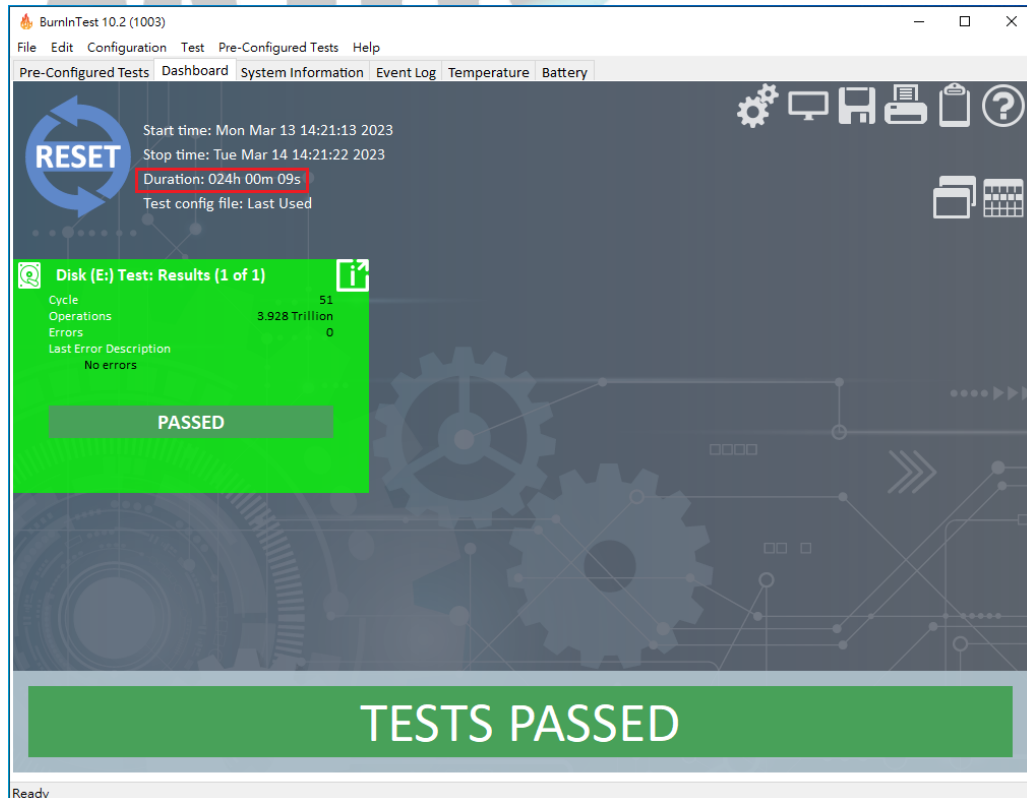 BurnInTest 10.2 (1003)
File Edit Configuration Test Pre-Configured Tests Help
Pre-Configured Tests Dashboard System Information Event Log Temperature Battery
RESET
Start time: Mon Mar 13 14:21:13 2023
Stop time: Tue Mar 14 14:21:22 2023
Duration: 024h 00m 09s
Test config file: Last Used
Disk (E:) Test: Results (1 of 1)
Cycle 51
Operations 3.928 Trillion
Errors 0
Last Error Description
No errors
PASSED
TESTS PASSED
Ready